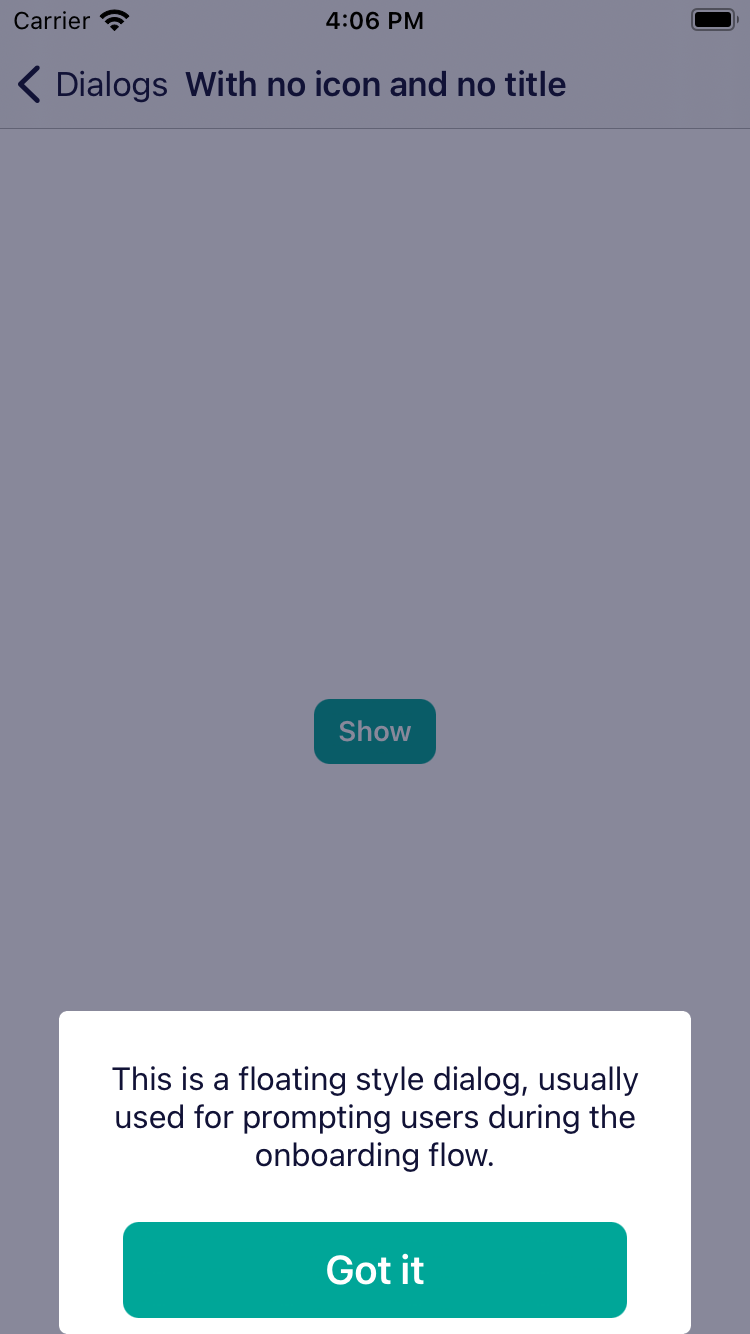 Carrier 4:06 PM
Dialogs With no icon and no title
Show
This is a floating style dialog, usually
used for prompting users during the
onboarding flow.
Got it